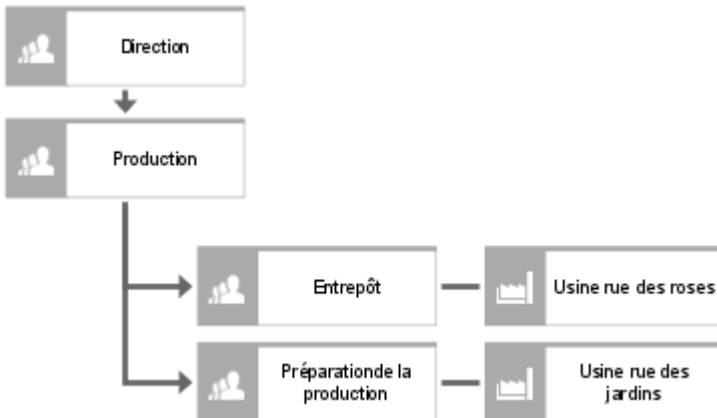 Direction
Production
Entrepôt
Usine rue des roses
Préparationde la
production
Usine rue des
jardins